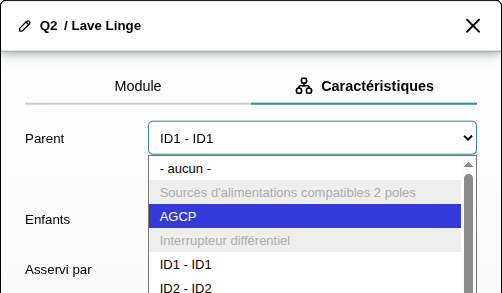 Q2 / Lave Linge
Module
Caractéristiques
Parent
ID1 - ID1
- aucun -
Sources d'alimentations compatibles 2 poles
Enfants
AGCP
Interrupteur différentiel
Asservi par
ID1 - ID1
ID2 - ID2